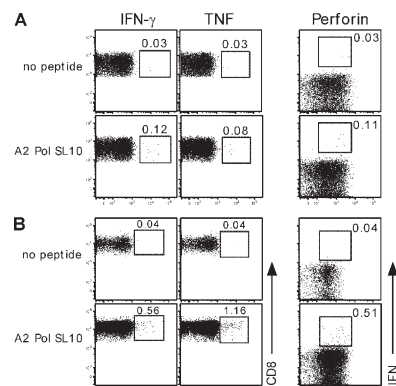 A
IFN-γ TNF Perforin
no peptide
0.03 0.03 0.03
A2 Pol SL10
0.12 0.08 0.11
B
no peptide
0.04 0.04 0.04
A2 Pol SL10
0.56 1.16 0.51
CD8
IFN